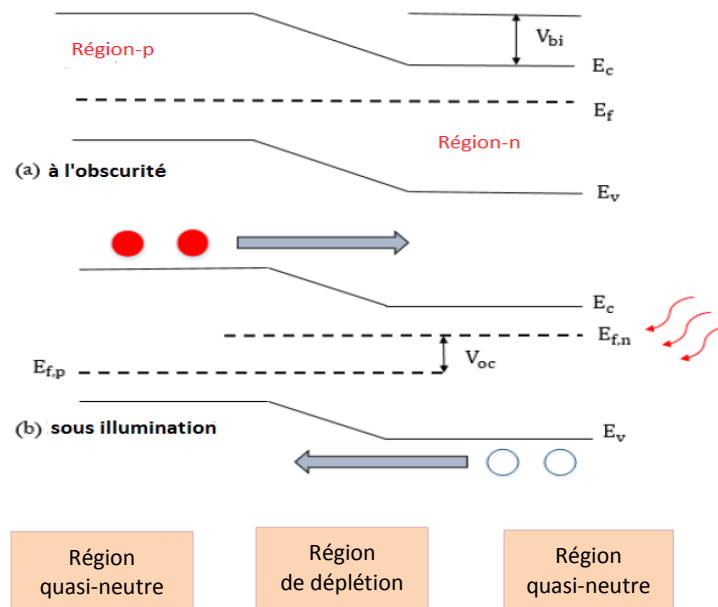 Région-p
V_bi
E_c
E_f
Région-n
(a) à l'obscurité
E_v
E_c
E_f,n
V_oc
E_f,p
(b) sous illumination
E_v
Région
quasi-neutre
Région
de déplétion
Région
quasi-neutre